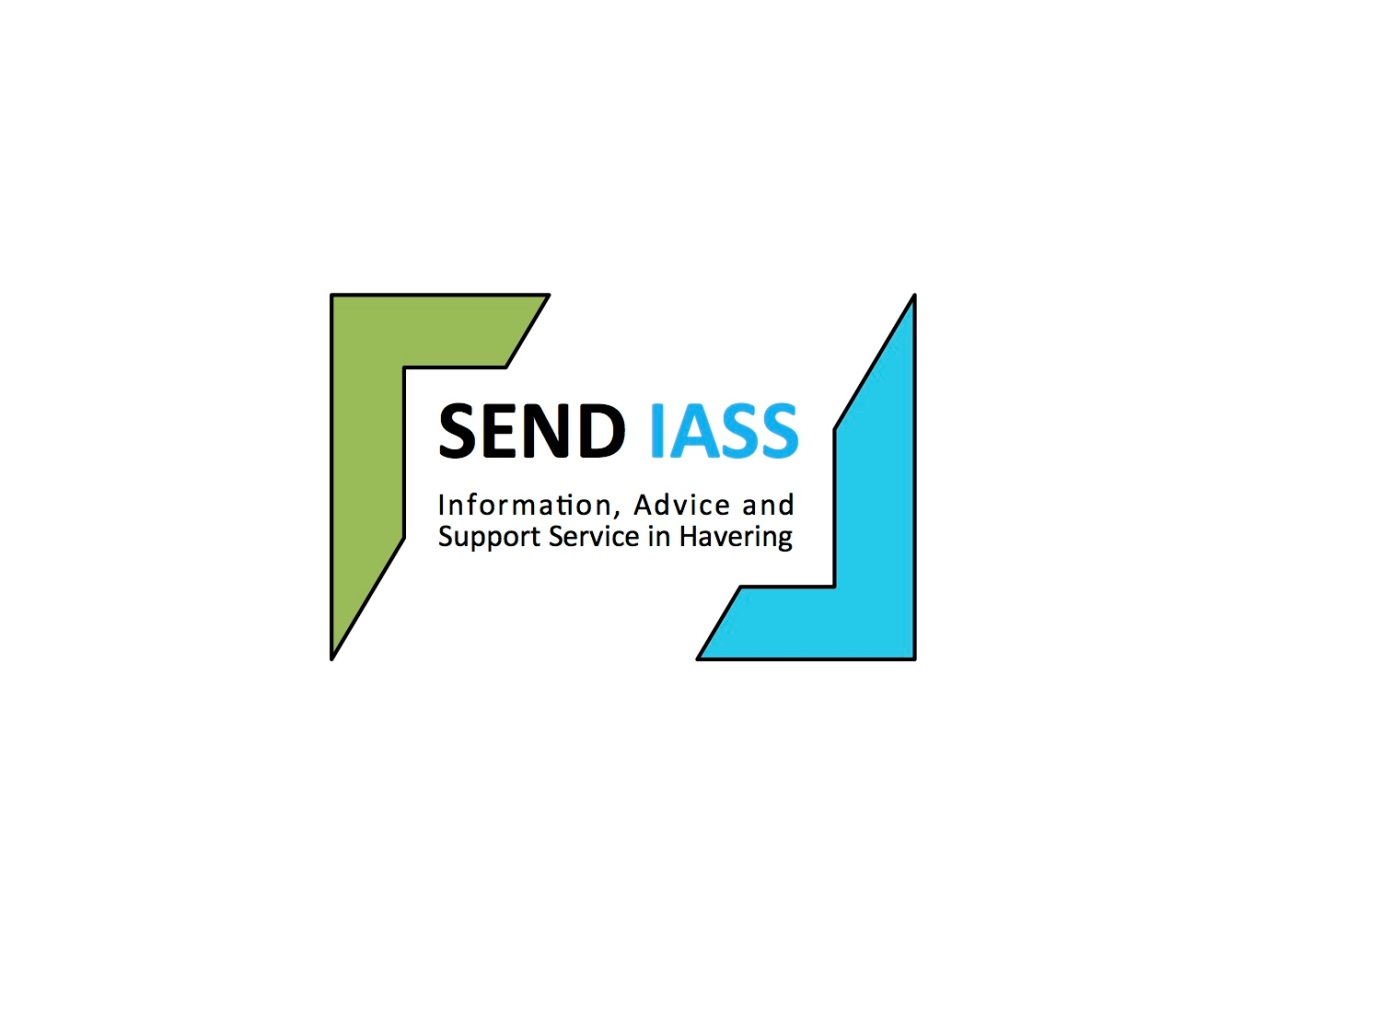 SEND IASS
Information, Advice and
Support Service in Havering